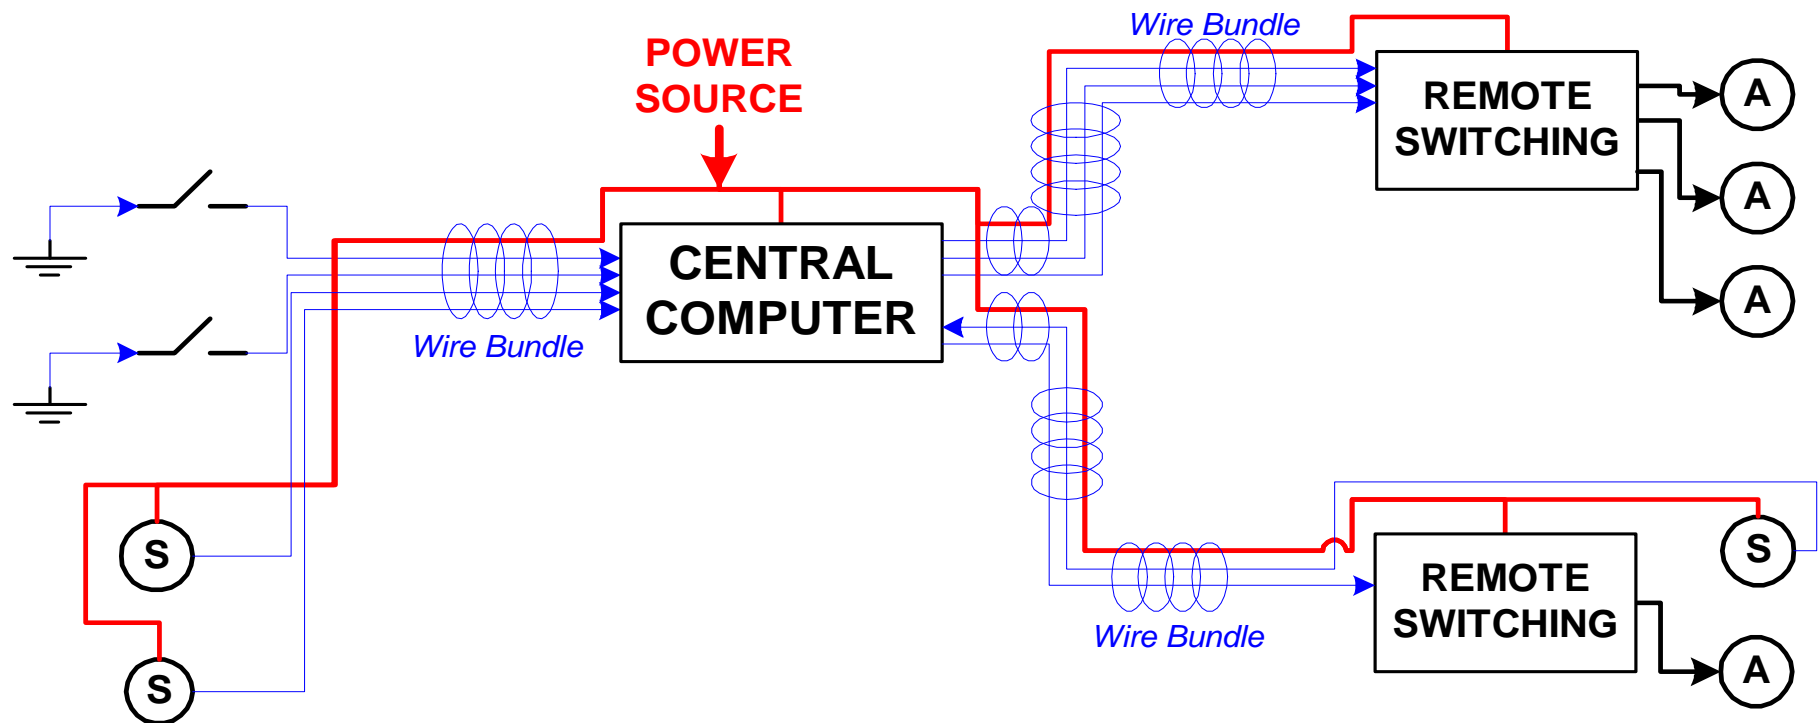 Wire Bundle
POWER
SOURCE
REMOTE
SWITCHING
A
A
A
CENTRAL
COMPUTER
Wire Bundle
S
S
Wire Bundle
REMOTE
SWITCHING
S
A